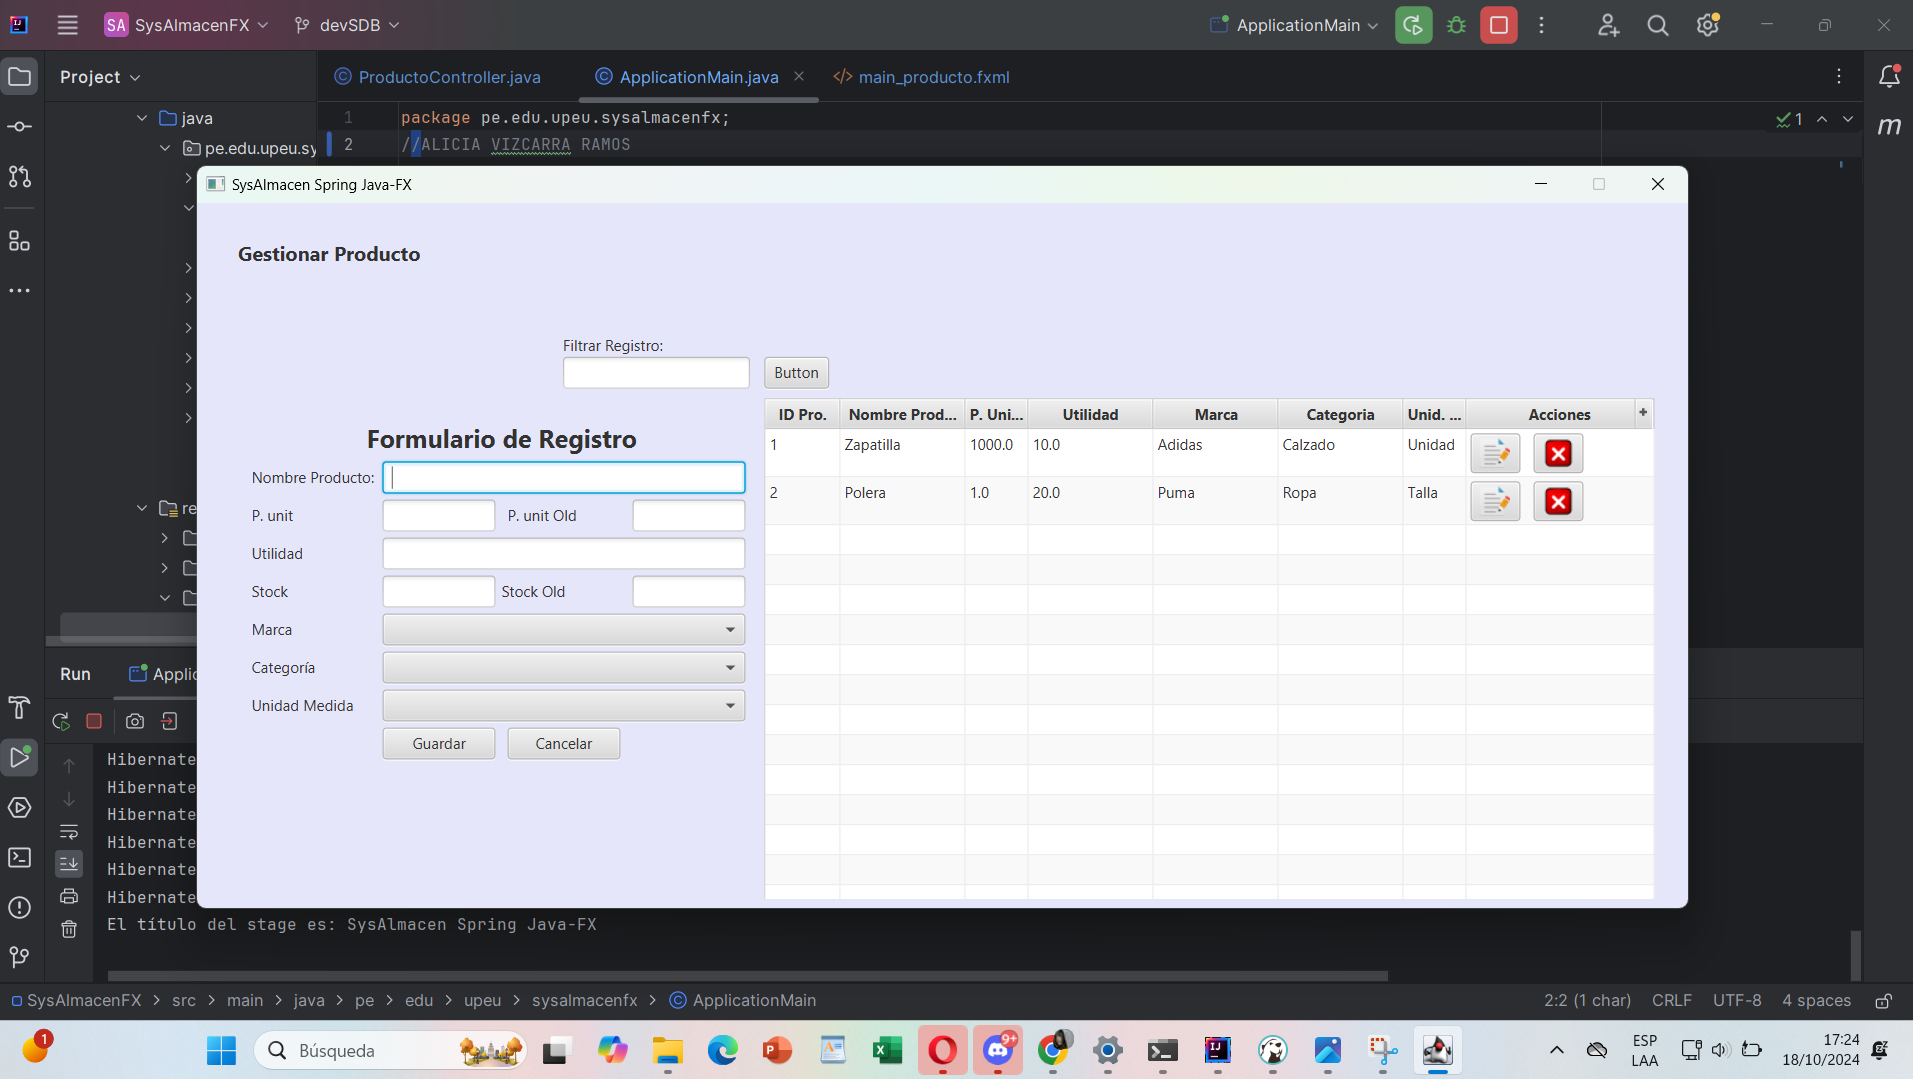 SA SysAlmacenFX devSDB ApplicationMain
Project
ProductoController.java ApplicationMain.java main_producto.fxml
java
pe.edu.upeu.sy
1 package pe.edu.upeu.sysalmacenfx;
2 //ALICIA VIZCARRA RAMOS
1
m
SysAlmacen Spring Java-FX
Gestionar Producto
Filtrar Registro:
Button
Formulario de Registro
Nombre Producto:
P. unit P. unit Old
Utilidad
Stock Stock Old
Marca
Categoría
Unidad Medida
Guardar Cancelar
ID Pro. Nombre Prod... P. Uni... Utilidad Marca Categoria Unid. ... Acciones +
1 Zapatilla 1000.0 10.0 Adidas Calzado Unidad
2 Polera 1.0 20.0 Puma Ropa Talla
re
Run Applic
Hibernate
Hibernate
Hibernate
Hibernate
Hibernate
Hibernate
El título del stage es: SysAlmacen Spring Java-FX
SysAlmacenFX > src > main > java > pe > edu > upeu > sysalmacenfx > ApplicationMain
2:2 (1 char) CRLF UTF-8 4 spaces
1
Búsqueda
9+
ESP
LAA
17:24
18/10/2024